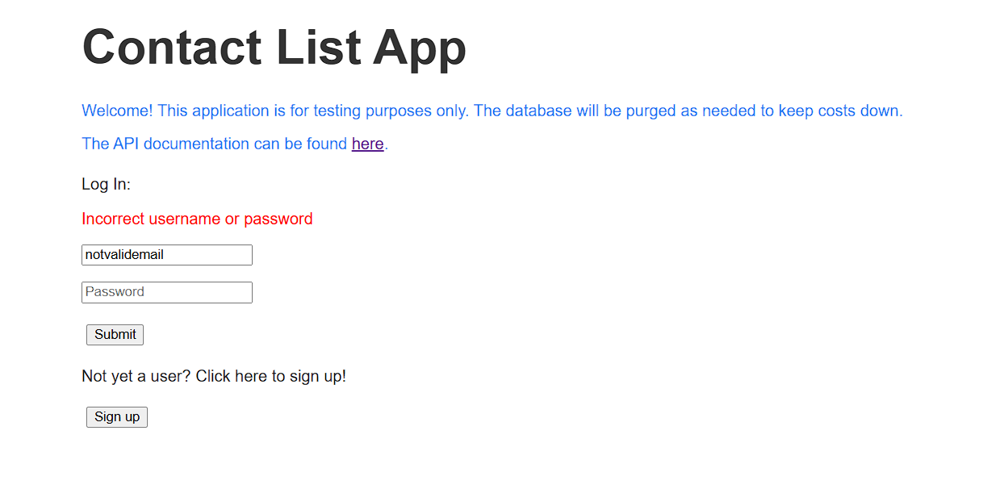 Contact List App
Welcome! This application is for testing purposes only. The database will be purged as needed to keep costs down.
The API documentation can be found here.
Log In:
Incorrect username or password
notvalidemail
Password
Submit
Not yet a user? Click here to sign up!
Sign up